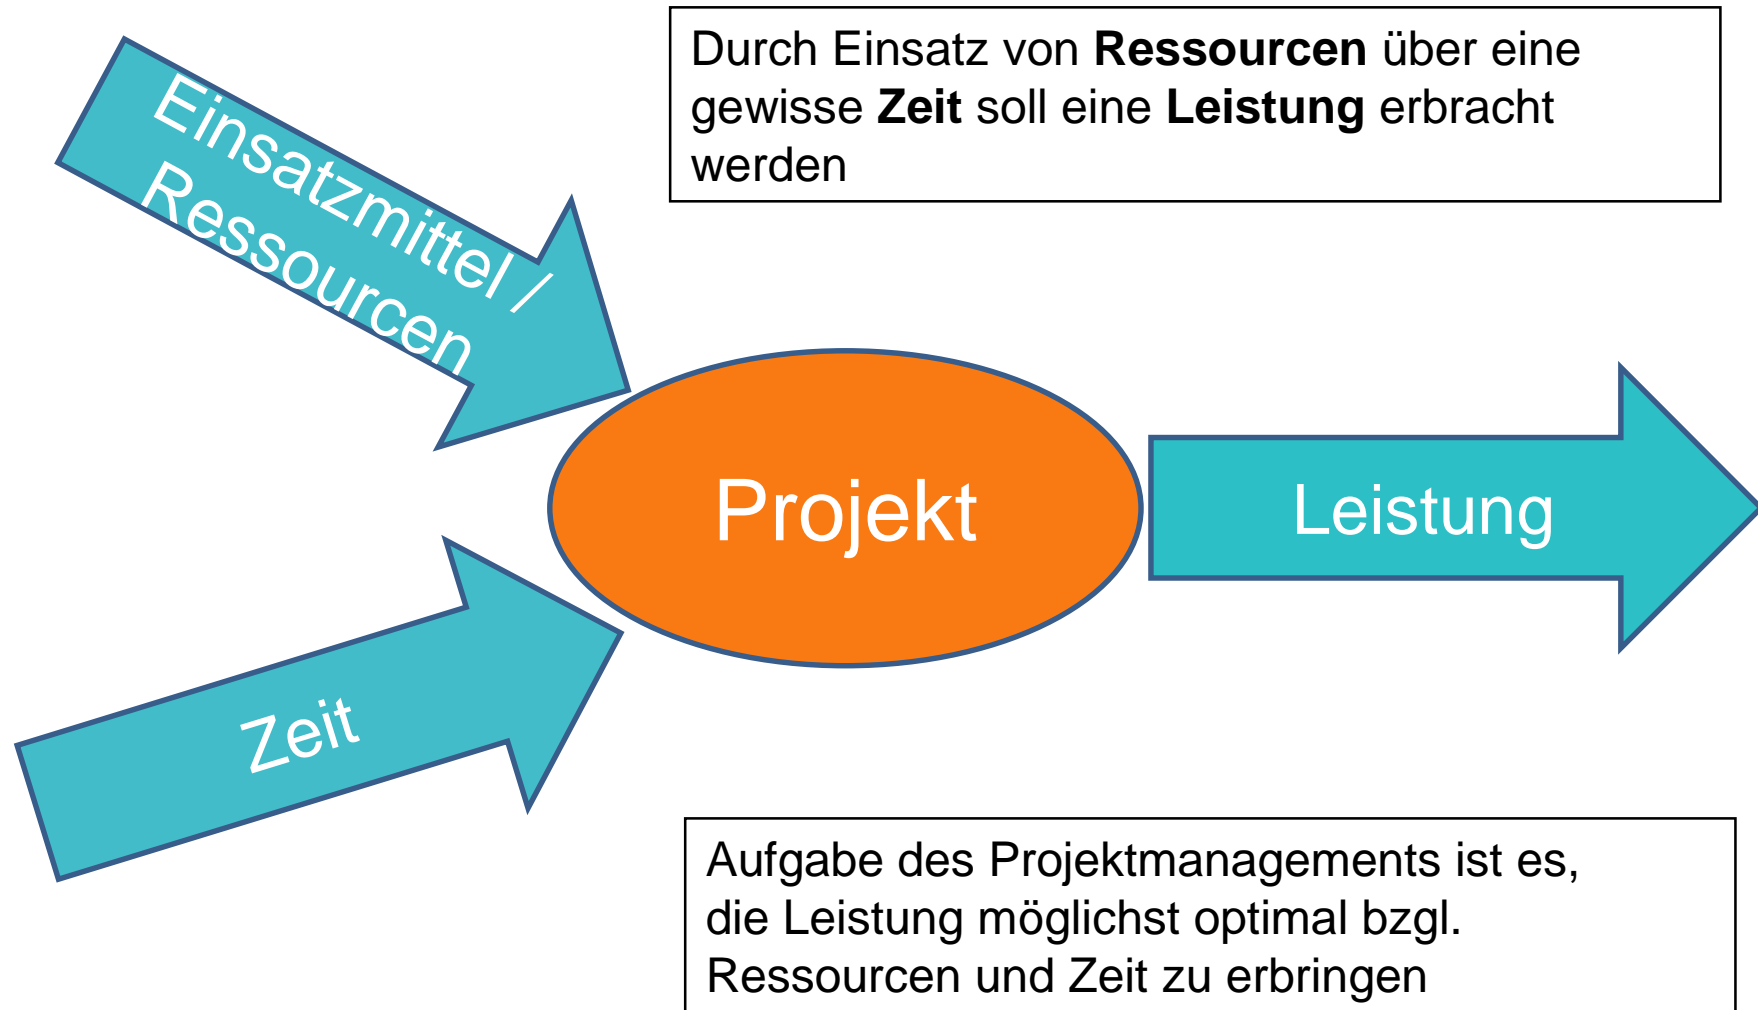 Durch Einsatz von Ressourcen über eine
gewisse Zeit soll eine Leistung erbracht
werden
Einsatzmittel /
Ressourcen
Projekt
Leistung
Zeit
Aufgabe des Projektmanagements ist es,
die Leistung möglichst optimal bzgl.
Ressourcen und Zeit zu erbringen